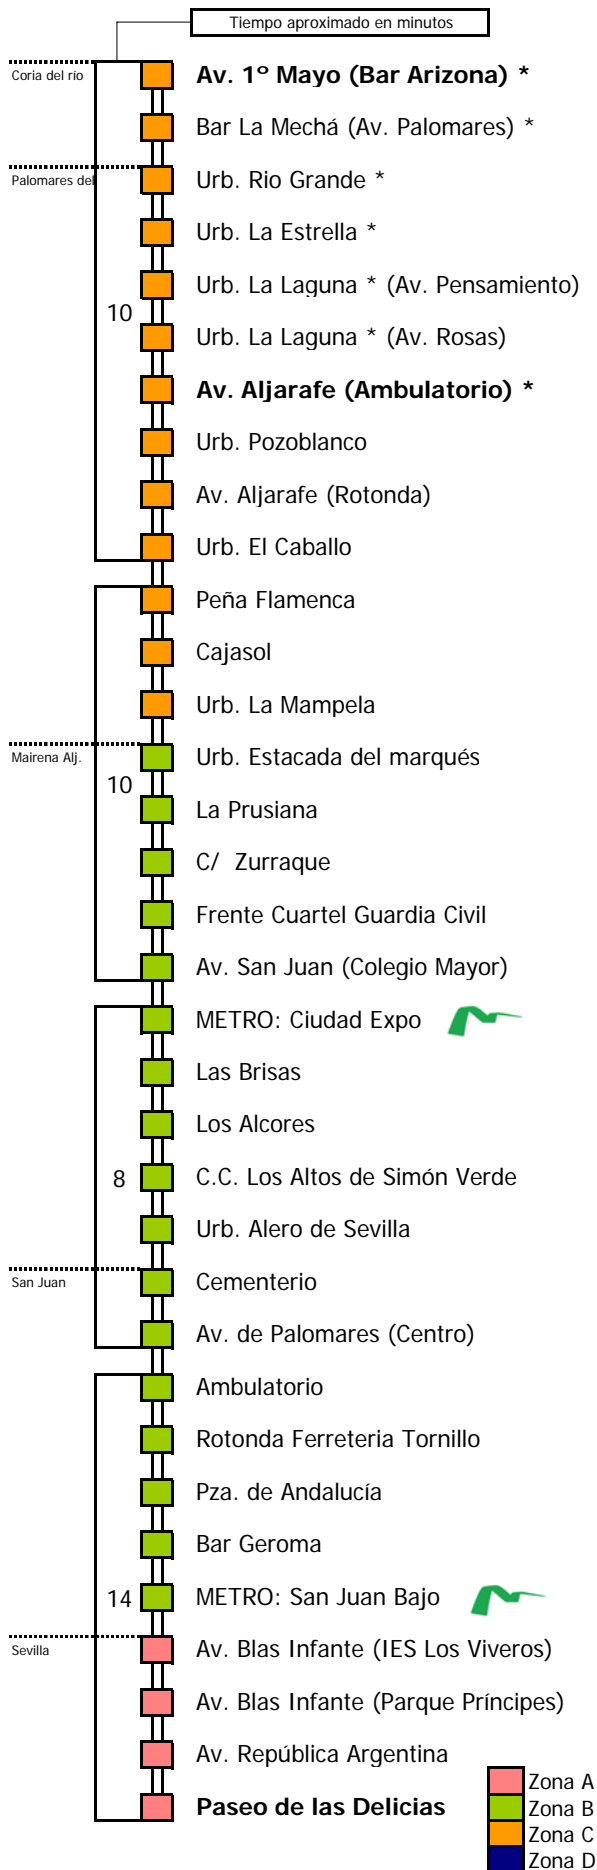 Tiempo aproximado en minutos
Coria del río
Av. 1º Mayo (Bar Arizona) *
Bar La Mechá (Av. Palomares) *
Palomares del
Urb. Rio Grande *
Urb. La Estrella *
Urb. La Laguna * (Av. Pensamiento)
10
Urb. La Laguna * (Av. Rosas)
Av. Aljarafe (Ambulatorio) *
Urb. Pozoblanco
Av. Aljarafe (Rotonda)
Urb. El Caballo
Peña Flamenca
Cajasol
Urb. La Mampela
Mairena Alj.
Urb. Estacada del marqués
10
La Prusiana
C/ Zurraque
Frente Cuartel Guardia Civil
Av. San Juan (Colegio Mayor)
METRO: Ciudad Expo
Las Brisas
Los Alcores
8
C.C. Los Altos de Simón Verde
Urb. Alero de Sevilla
San Juan
Cementerio
Av. de Palomares (Centro)
Ambulatorio
Rotonda Ferreteria Tornillo
Pza. de Andalucía
Bar Geroma
14
METRO: San Juan Bajo
Sevilla
Av. Blas Infante (IES Los Viveros)
Av. Blas Infante (Parque Príncipes)
Av. República Argentina
Paseo de las Delicias
Zona A
Zona B
Zona C
Zona D